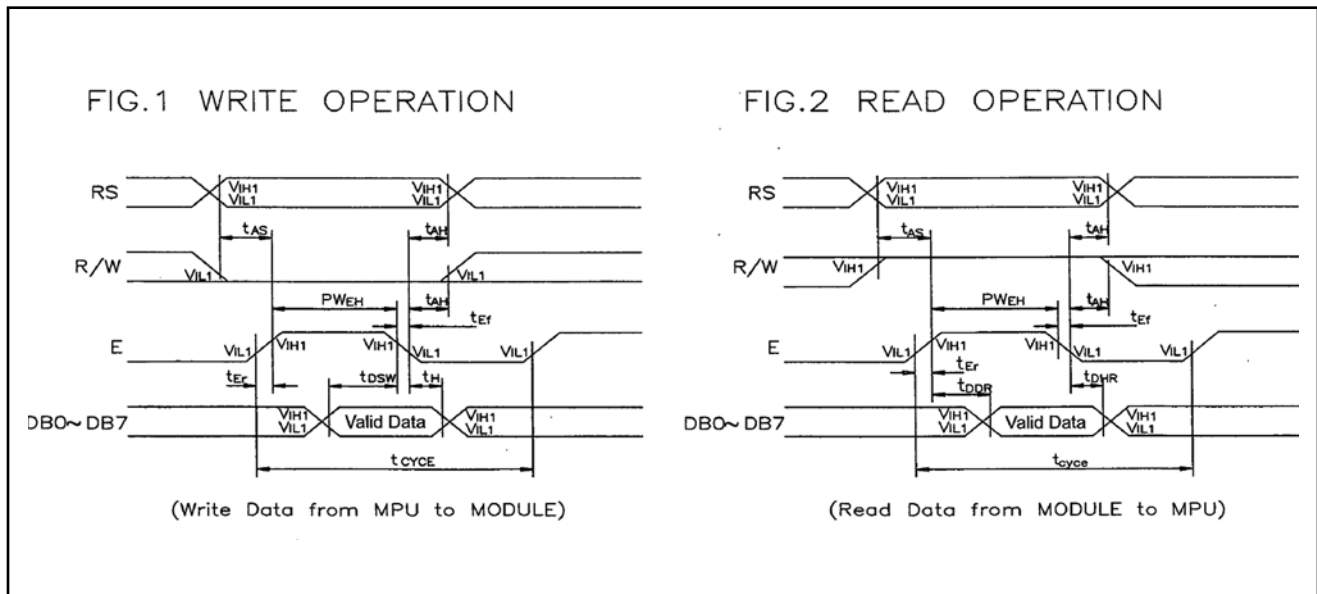 FIG.1 WRITE OPERATION
RS VIH1 VIL1 VIH1 VIL1
tAS tAH
R/W VIL1 VIL1
PWEH tAH
tEf
E VIL1 VIH1 VIH1 VIL1 VIL1
tEr tDSW tH
DB0~DB7 VIH1 VIL1 Valid Data VIH1 VIL1
tCYCE
(Write Data from MPU to MODULE)
FIG.2 READ OPERATION
RS VIH1 VIL1 VIH1 VIL1
tAS tAH
R/W VIH1 VIH1
PWEH tAH
tEf
E VIL1 VIH1 VIH1 VIL1 VIL1
tEr
tDDR tDHR
DB0~DB7 VIH1 VIL1 Valid Data VIH1 VIL1
tcyce
(Read Data from MODULE to MPU)